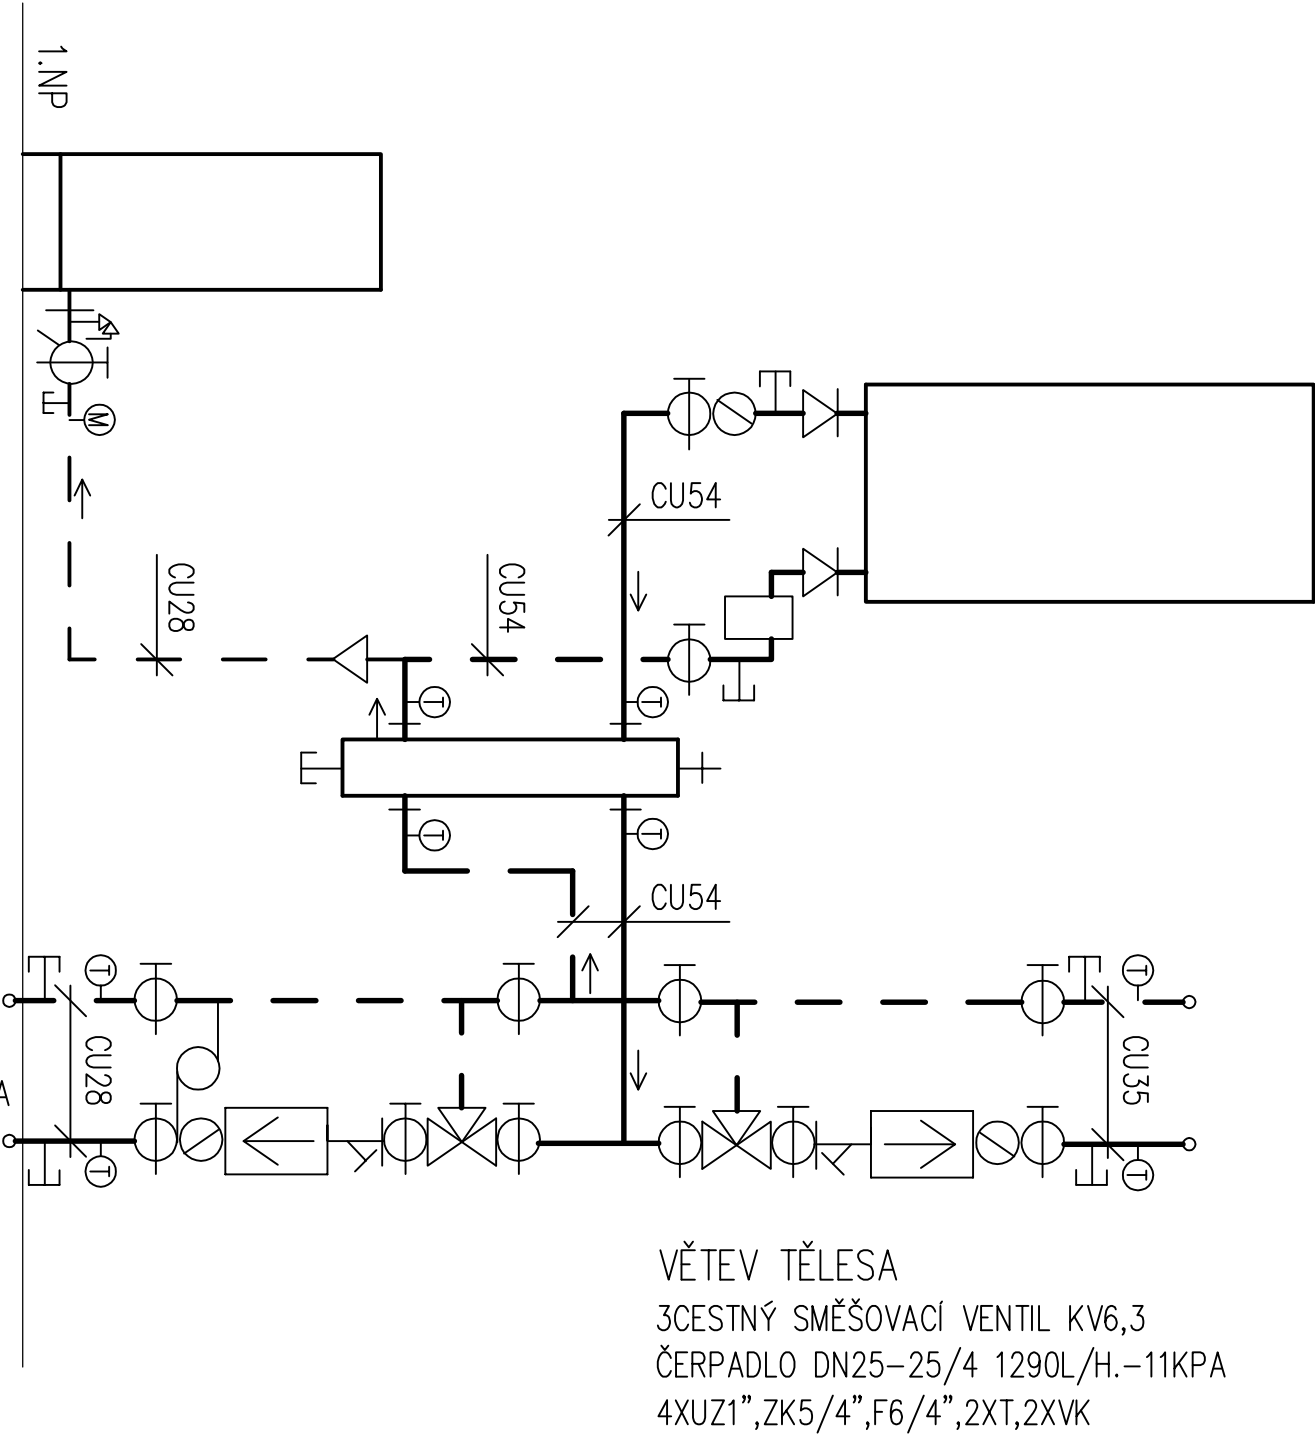 1.NP
M
CU54
CU28
CU54
T
T
T
T
CU54
T
T
CU28
CU35
A
T
T
VĚTEV TĚLESA
3CESTNÝ SMĚŠOVACÍ VENTIL KV6,3
ČERPADLO DN25-25/4 1290L/H.-11KPA
4XUZ1",ZK5/4",F6/4",2XT,2XVK